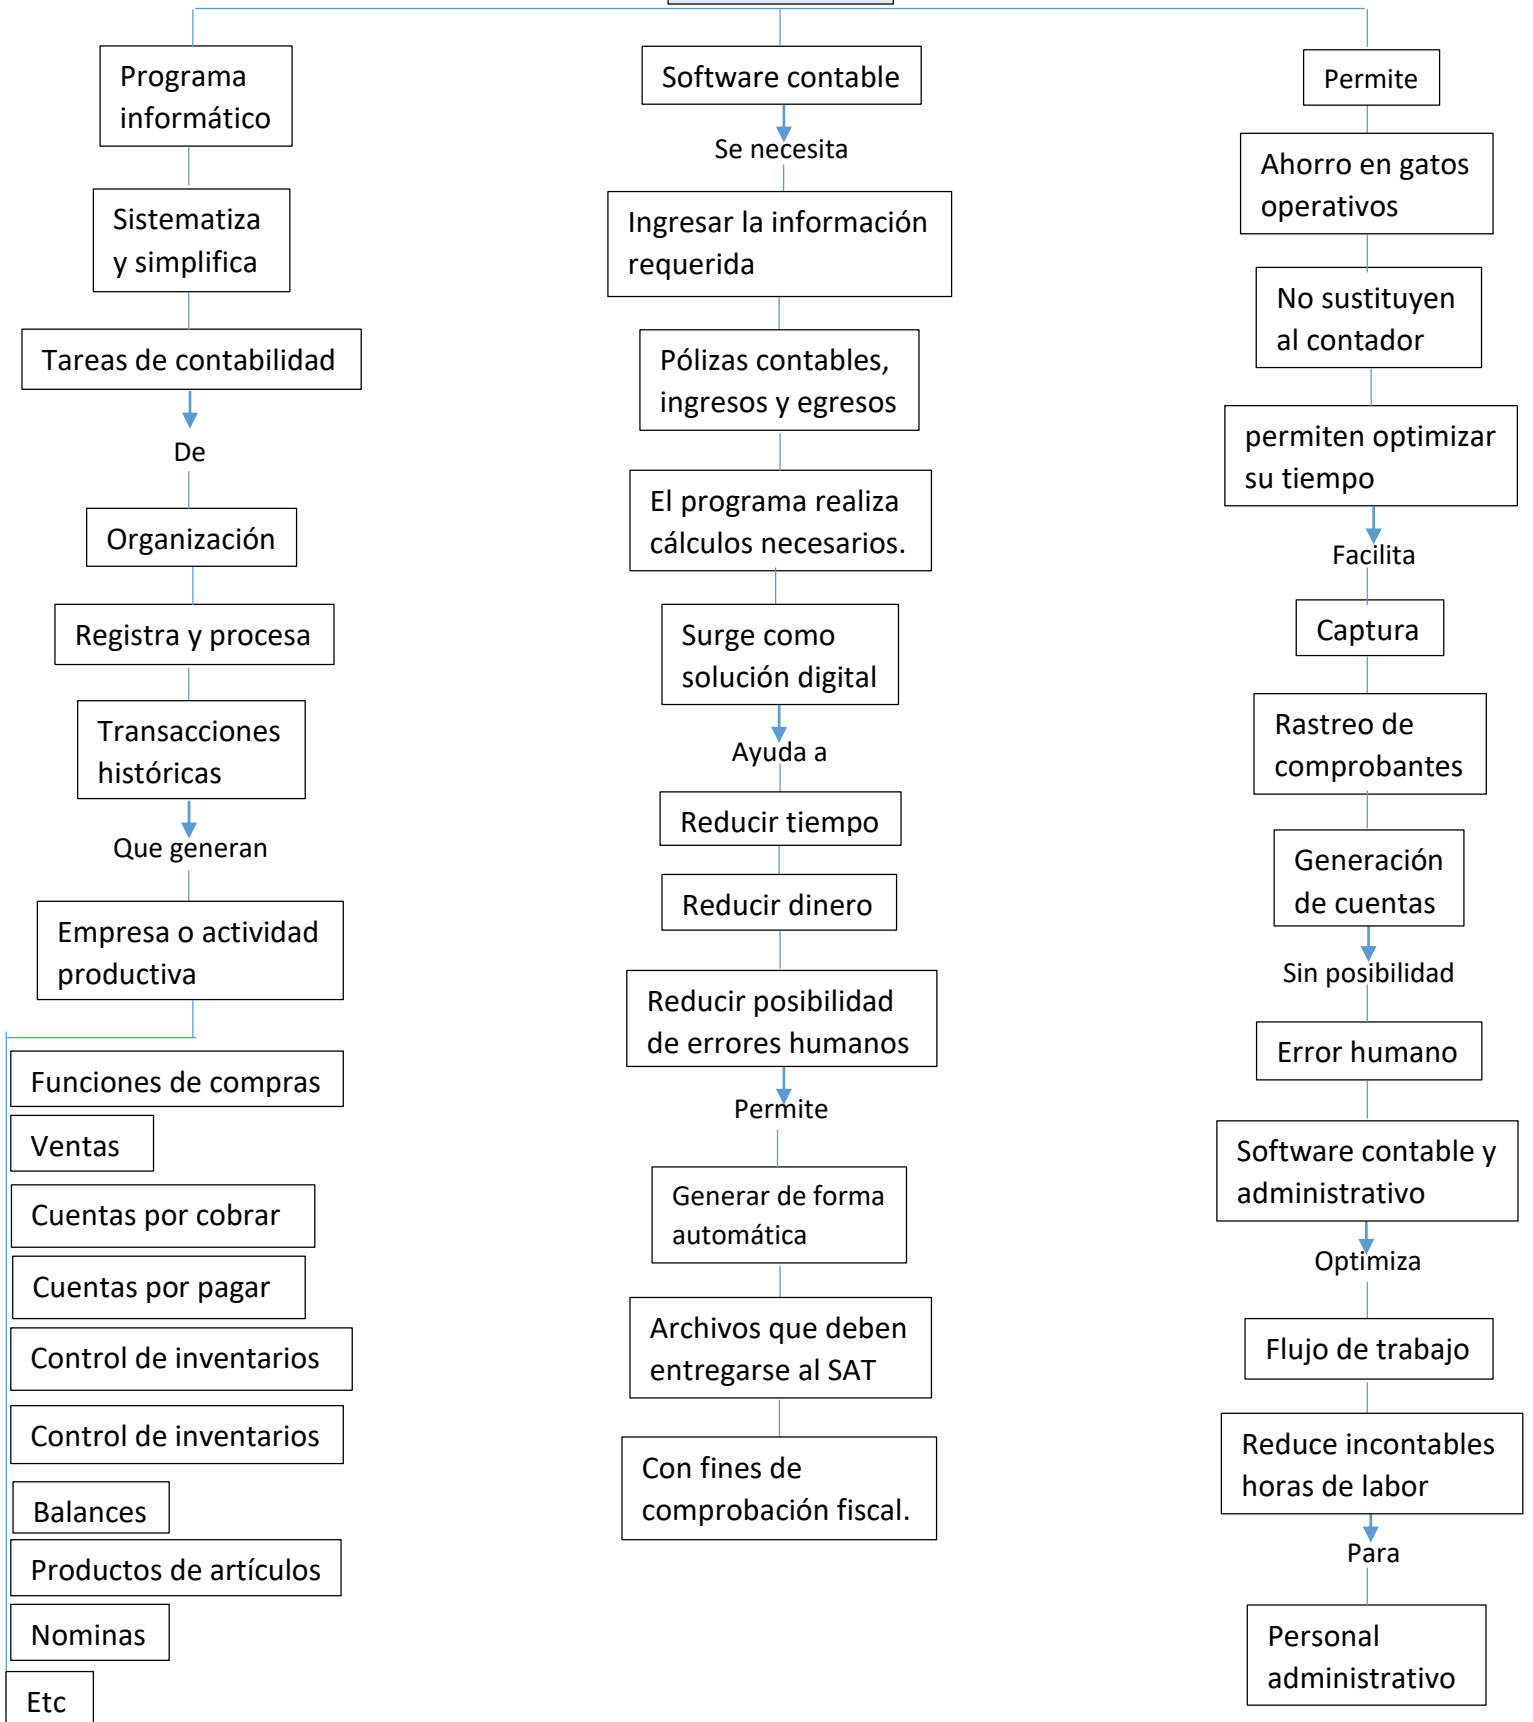 Programa
informático
Sistematiza
y simplifica
Tareas de contabilidad
De
Organización
Registra y procesa
Transacciones
históricas
Que generan
Empresa o actividad
productiva
Funciones de compras
Ventas
Cuentas por cobrar
Cuentas por pagar
Control de inventarios
Control de inventarios
Balances
Productos de artículos
Nominas
Etc
Software contable
Se necesita
Ingresar la información
requerida
Pólizas contables,
ingresos y egresos
El programa realiza
cálculos necesarios.
Surge como
solución digital
Ayuda a
Reducir tiempo
Reducir dinero
Reducir posibilidad
de errores humanos
Permite
Generar de forma
automática
Archivos que deben
entregarse al SAT
Con fines de
comprobación fiscal.
Permite
Ahorro en gatos
operativos
No sustituyen
al contador
permiten optimizar
su tiempo
Facilita
Captura
Rastreo de
comprobantes
Generación
de cuentas
Sin posibilidad
Error humano
Software contable y
administrativo
Optimiza
Flujo de trabajo
Reduce incontables
horas de labor
Para
Personal
administrativo